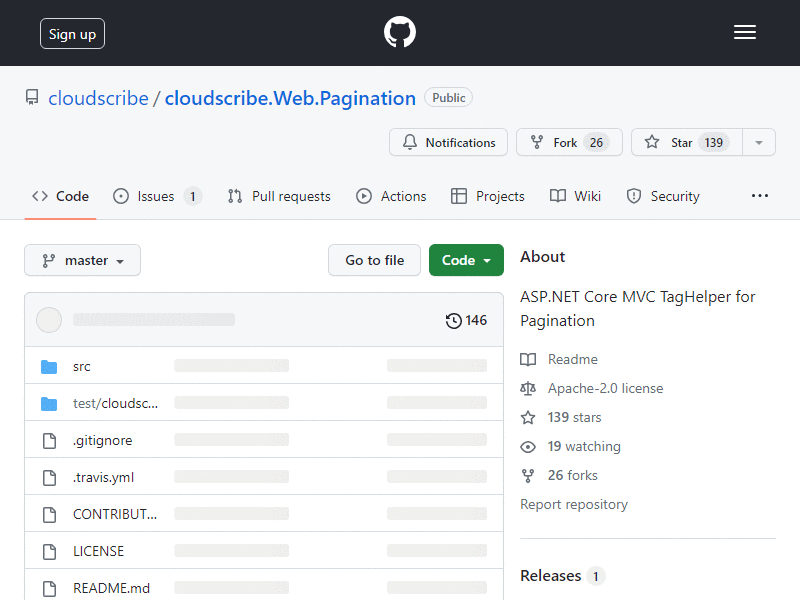 Sign up
cloudscribe / cloudscribe.Web.Pagination Public
Notifications Fork 26 Star 139
Code Issues 1 Pull requests Actions Projects Wiki Security
master Go to file Code
146
src
test/cloudsc...
.gitignore
.travis.yml
CONTRIBUT...
LICENSE
README.md
About
ASP.NET Core MVC TagHelper for
Pagination
Readme
Apache-2.0 license
139 stars
19 watching
26 forks
Report repository
Releases 1